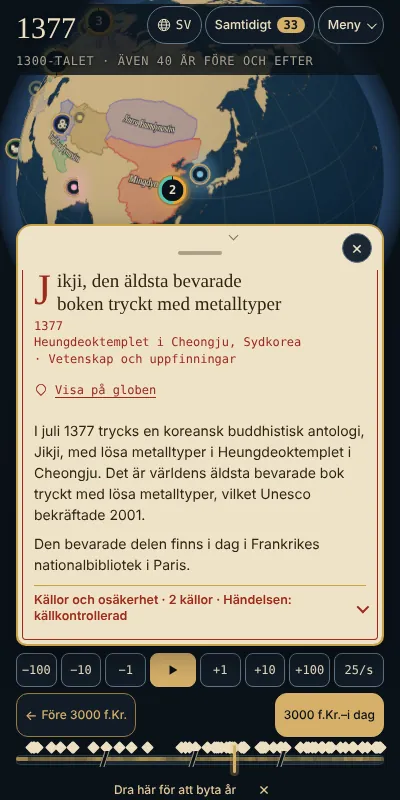 1377
SV
Samtidigt 33
Meny
3
1300-TALET · ÄVEN 40 ÅR FÖRE OCH EFTER
Mingdyn
2
Jikji, den äldsta bevarade
boken tryckt med metalltyper
1377
Heungdeoktemplet i Cheongju, Sydkorea
· Vetenskap och uppfinningar
Visa på globen
I juli 1377 trycks en koreansk buddhistisk antologi,
Jikji, med lösa metalltyper i Heungdeoktemplet i
Cheongju. Det är världens äldsta bevarade bok
tryckt med lösa metalltyper, vilket Unesco
bekräftade 2001.
Den bevarade delen finns i dag i Frankrikes
nationalbibliotek i Paris.
Källor och osäkerhet · 2 källor · Händelsen:
källkontrollerad
−100
−10
−1
+1
+10
+100
25/s
← Före 3000 f.Kr.
3000 f.Kr.–i dag
Dra här för att byta år ×